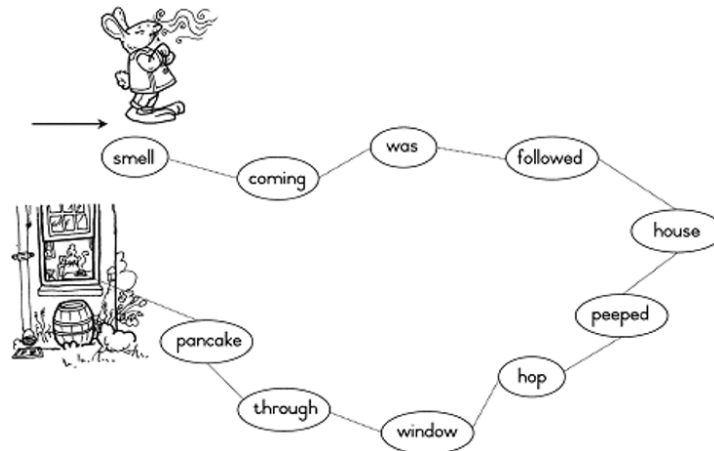 smell
coming
was
followed
house
peeped
hop
window
through
pancake